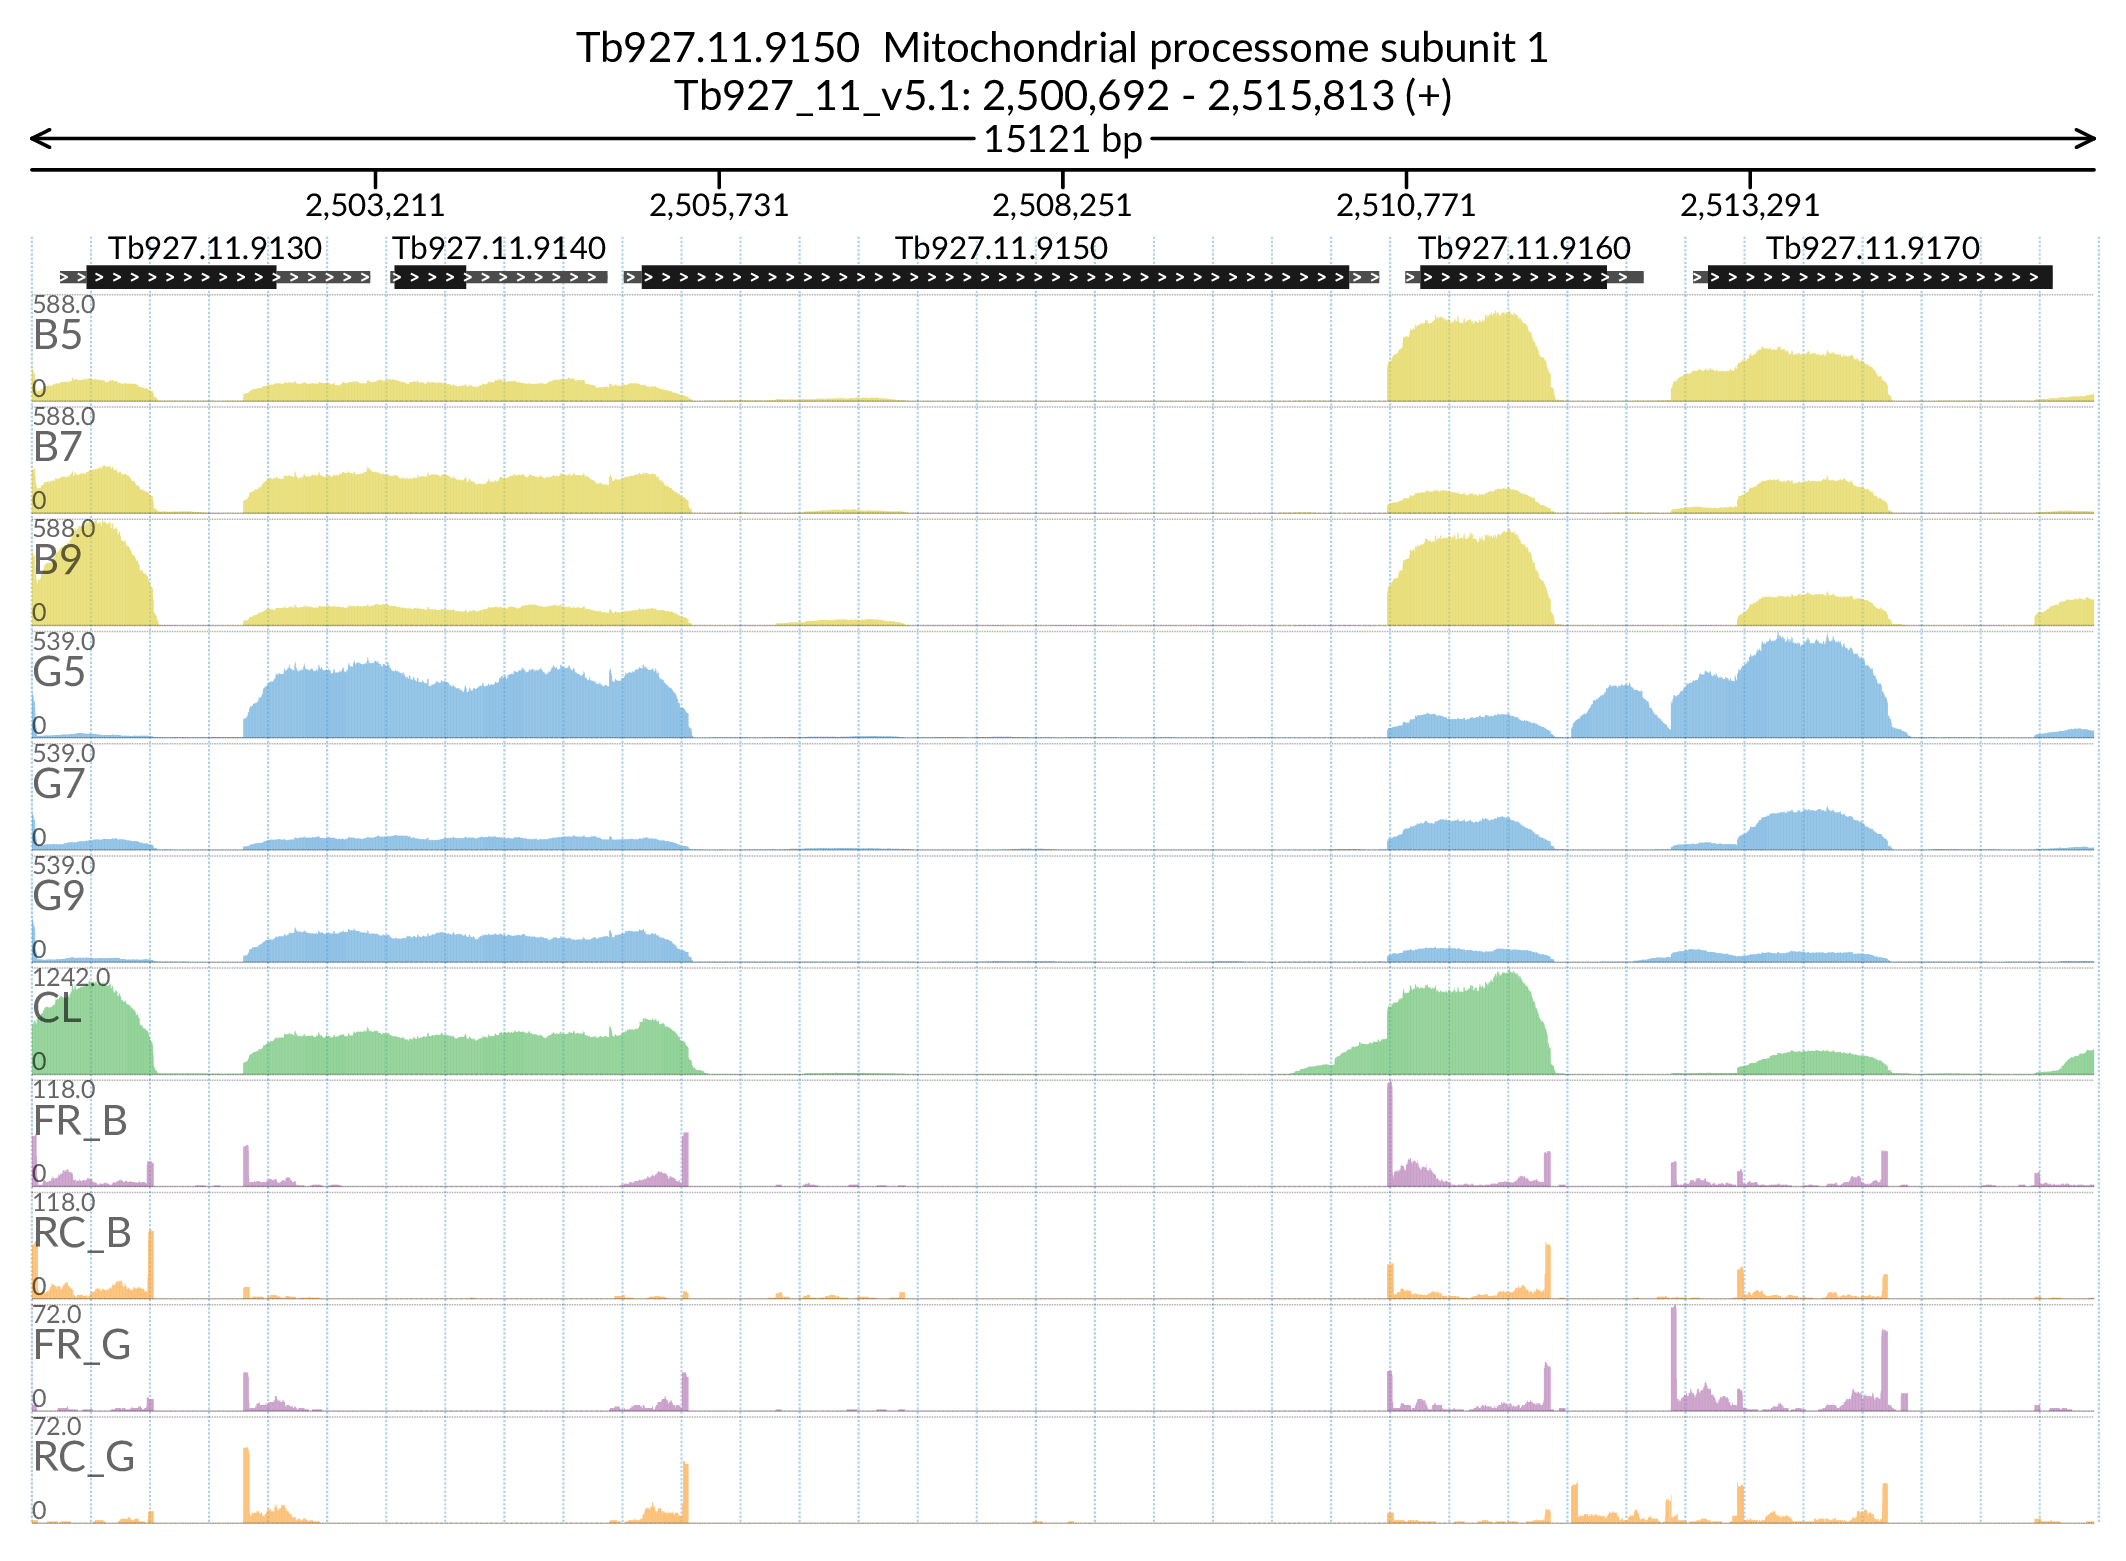 Tb927.11.9150 Mitochondrial processome subunit 1
Tb927_11_v5.1: 2,500,692 - 2,515,813 (+)
15121 bp
2,503,211 2,505,731 2,508,251 2,510,771 2,513,291
Tb927.11.9130 Tb927.11.9140 Tb927.11.9150 Tb927.11.9160 Tb927.11.9170
588.0
B5
0
588.0
B7
0
588.0
B9
0
539.0
G5
0
539.0
G7
0
539.0
G9
0
1242.0
CL
0
118.0
FR_B
0
118.0
RC_B
0
72.0
FR_G
0
72.0
RC_G
0